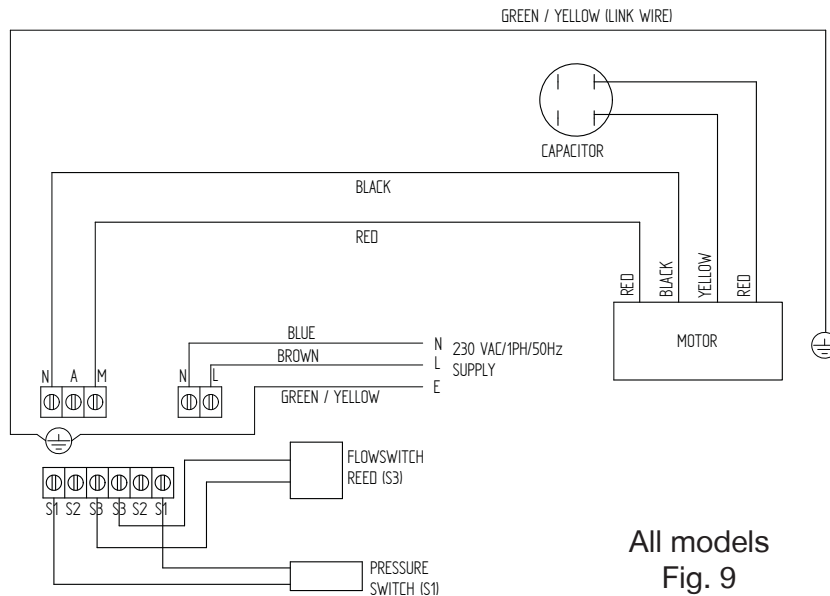 GREEN / YELLOW (LINK WIRE)
CAPACITOR
BLACK
RED
RED
BLACK
YELLOW
RED
MOTOR
BLUE
BROWN
GREEN / YELLOW
N
L
E
230 VAC/1PH/50Hz
SUPPLY
N A M
N L
FLOWSWITCH
REED (S3)
S1 S2 S3 S3 S2 S1
PRESSURE
SWITCH (S1)
All models
Fig. 9